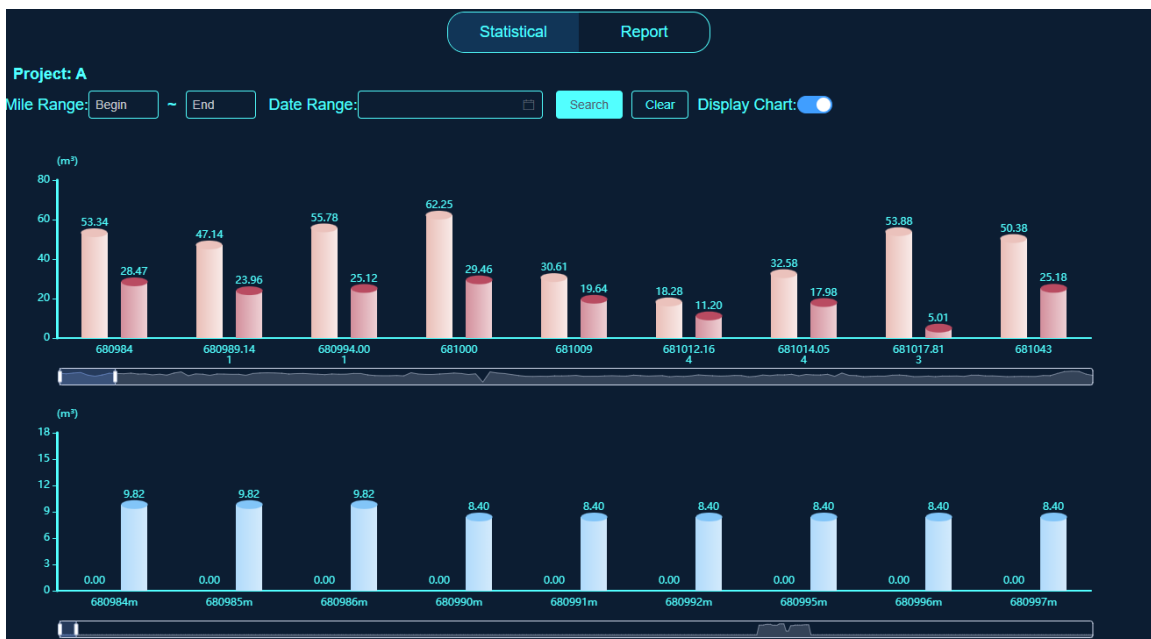 Statistical Report
Project: A
Mile Range: Begin ~ End Date Range: Search Clear Display Chart:
(m³)
80
60
40
20
0
53.34 28.47 47.14 23.96 55.78 25.12 62.25 29.46 30.61 19.64 18.28 11.20 32.58 17.98 53.88 5.01 50.38 25.18
680984 680989.14 680994.00 681000 681009 681012.16 681014.05 681017.81 681043
1 1 4 4 3
(m³)
18
15
12
9
6
3
0
0.00 9.82 0.00 9.82 0.00 9.82 0.00 8.40 0.00 8.40 0.00 8.40 0.00 8.40 0.00 8.40 0.00 8.40
680984m 680985m 680986m 680990m 680991m 680992m 680995m 680996m 680997m